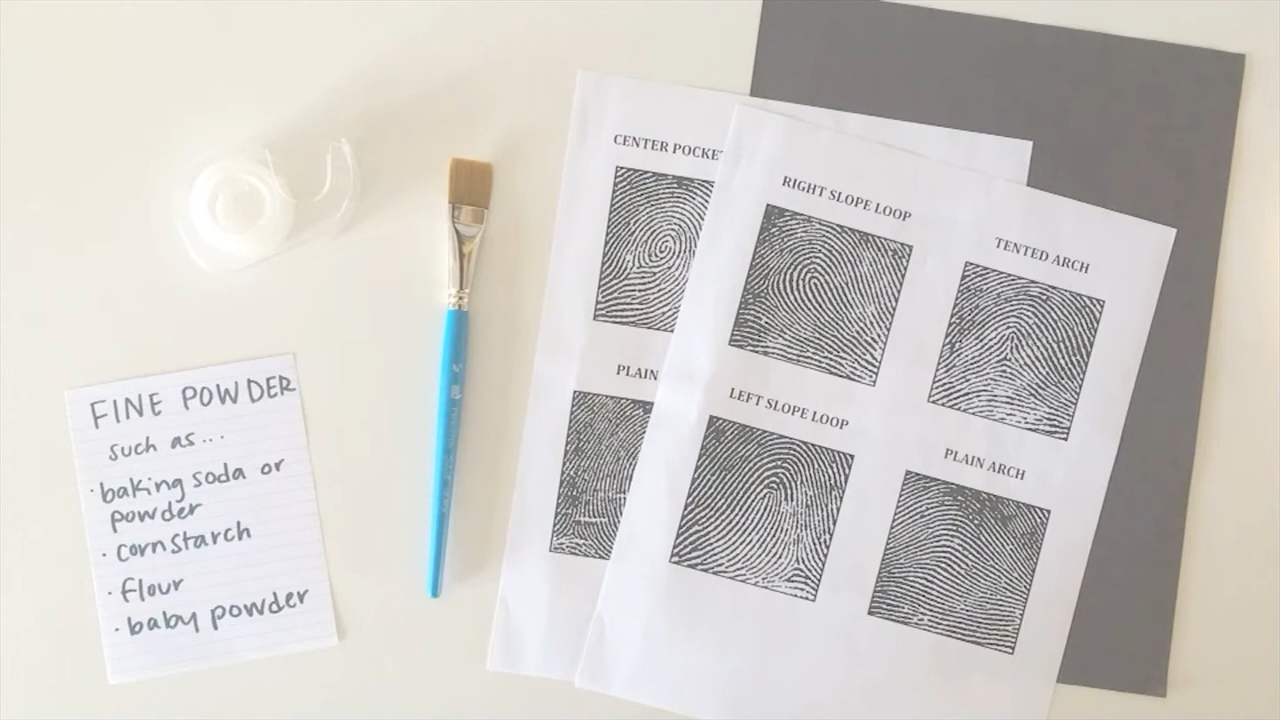 FINE POWDER
such as...
· baking soda or
powder
· cornstarch
· flour
· baby powder
CENTER POCKET
PLAIN
RIGHT SLOPE LOOP
TENTED ARCH
LEFT SLOPE LOOP
PLAIN ARCH